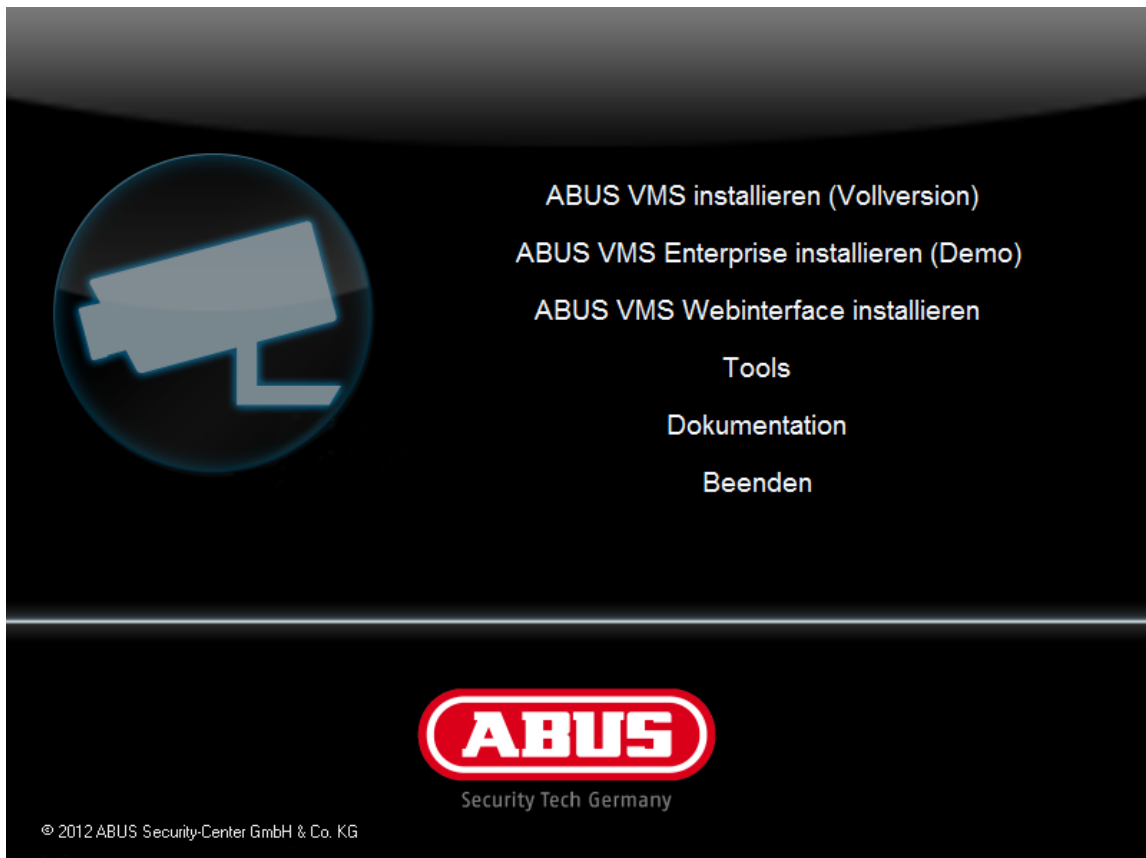 ABUS VMS installieren (Vollversion)
ABUS VMS Enterprise installieren (Demo)
ABUS VMS Webinterface installieren
Tools
Dokumentation
Beenden
ABUS
Security Tech Germany
© 2012 ABUS Security-Center GmbH & Co. KG